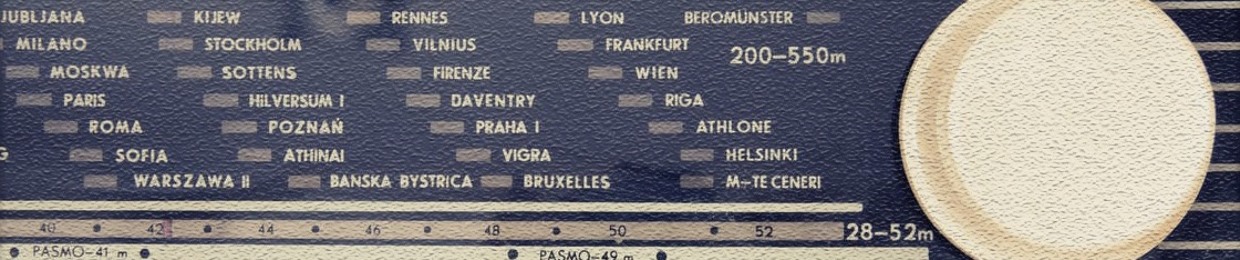 KIJEW RENNES LYON BEROMÜNSTER
MILANO STOCKHOLM VILNIUS FRANKFURT
200-550m
MOSKWA SOTTENS FIRENZE WIEN
PARIS HILVERSUM I DAVENTRY RIGA
ROMA POZNAŃ PRAHA I ATHLONE
SOFIA ATHINAI VIGRA HELSINKI
WARSZAWA II BANSKA BYSTRICA BRUXELLES M-TE CENERI
40 42 44 46 48 50 52 28-52m
PASMO-41 m PASMO-49 m